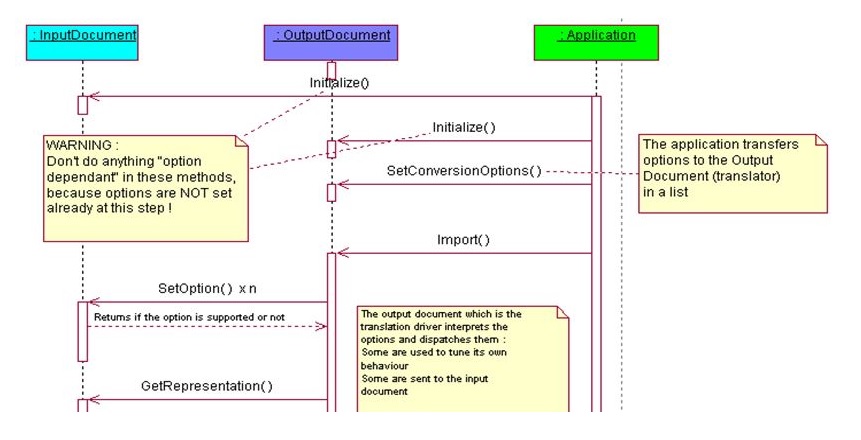 : InputDocument
: OutputDocument
: Application
Initialize()
Initialize()
WARNING :
Don't do anything "option
dependant" in these methods,
because options are NOT set
already at this step !
SetConversionOptions()
The application transfers
options to the Output
Document (translator)
in a list
Import()
SetOption() x n
Returns if the option is supported or not
The output document which is the
translation driver interprets the
options and dispatches them :
Some are used to tune its own
behaviour
Some are sent to the input
document
GetRepresentation()